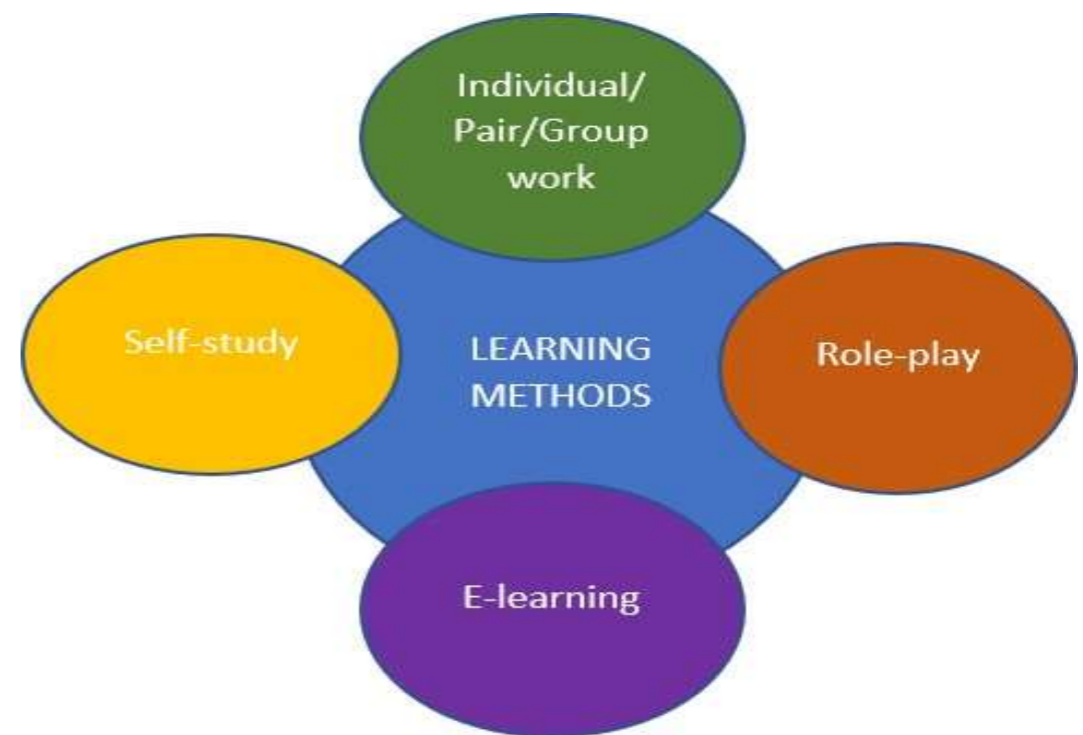 Individual/
Pair/Group
work
Self-study
LEARNING
METHODS
Role-play
E-learning